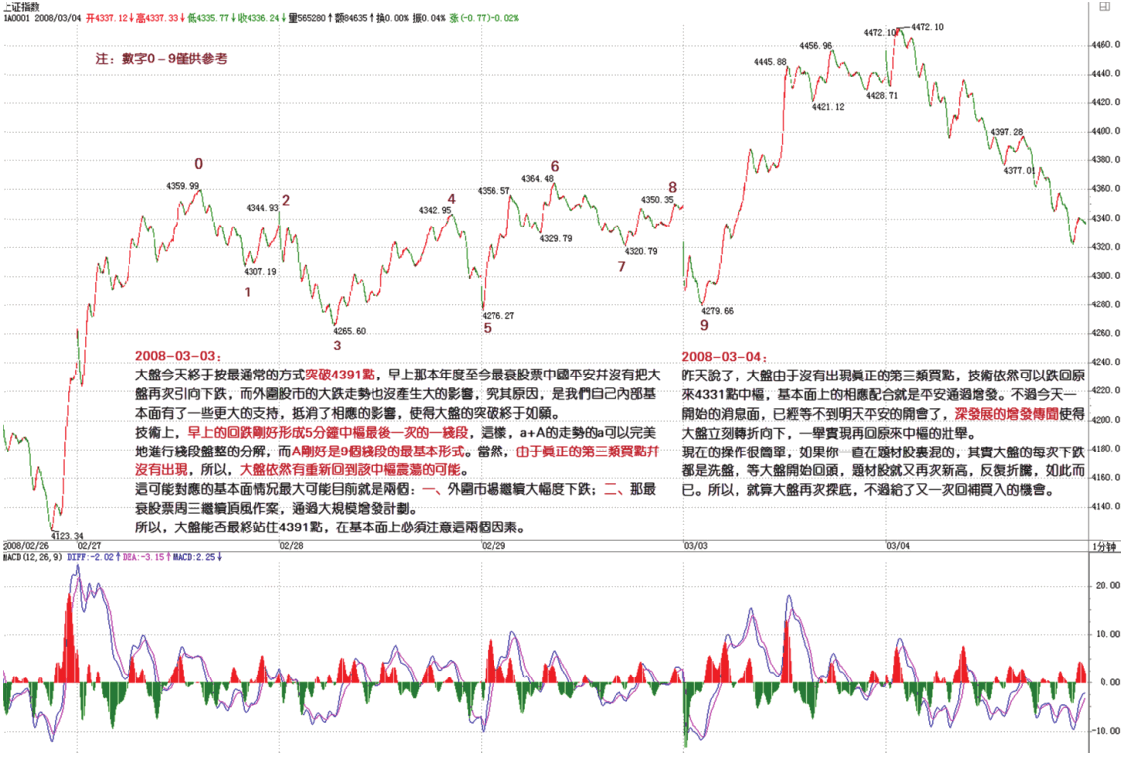 上证指数
1A0001 2008/03/04 开4337.12↓高4337.33↓低4335.77↓收4336.24↓量565280↑额84635↑换0.00% 振0.04% 涨(-0.77)-0.02%
注：數字0－9僅供參考
4472.10
4472.10
4456.96
4445.88
4428.71
4421.12
4397.28
4377.01
0
4359.99
2
4344.93
4307.19
1
4265.60
3
4
4342.95
4356.57
6
4364.48
4329.79
8
4350.35
4320.79
7
4276.27
5
4279.66
9
4123.34
4460.0
4440.0
4420.0
4400.0
4380.0
4360.0
4340.0
4320.0
4300.0
4280.0
4260.0
4240.0
4220.0
4200.0
4180.0
4160.0
4140.0
2008-03-03：
大盤今天終于按最通常的方式突破4391點，早上那本年度至今最衰股票中國平安幷沒有把大
盤再次引向下跌，而外圍股市的大跌走勢也沒產生大的影響，究其原因，是我們自己內部基
本面有了一些更大的支持，抵消了相應的影響，使得大盤的突破終于如願。
技術上，早上的回跌剛好形成5分鐘中樞最後一次的一綫段，這樣，a+A的走勢的a可以完美
地進行綫段盤整的分解，而A剛好是9個綫段的最基本形式。當然，由于眞正的第三類買點幷
沒有出現，所以，大盤依然有重新回到該中樞震蕩的可能。
這可能對應的基本面情況最大可能目前就是兩個：一、外圍市場繼續大幅度下跌；二、那最
衰股票周三繼續頂風作案，通過大規模增發計劃。
所以，大盤能否最終站住4391點，在基本面上必須注意這兩個因素。
2008-03-04：
昨天說了，大盤由于沒有出現眞正的第三類買點，技術依然可以跌回原
來4331點中樞，基本面上的相應配合就是平安通過增發。不過今天一
開始的消息面，已經等不到明天平安的開會了，深發展的增發傳聞使得
大盤立刻轉折向下，一舉實現再回原來中樞的壯舉。
現在的操作很簡單，如果你一直在題材股裏混的，其實大盤的每次下跌
都是洗盤，等大盤開始回頭，題材股就又再次新高，反復折騰，如此而
已。所以，就算大盤再次探底，不過給了又一次回補買入的機會。
2008/02/26 02/27 02/28 02/29 03/03 03/04 1分钟
MACD(12,26,9) DIFF:-2.02↑ DEA:-3.15↑ MACD:2.25↓
20.00
10.00
0.00
-10.00